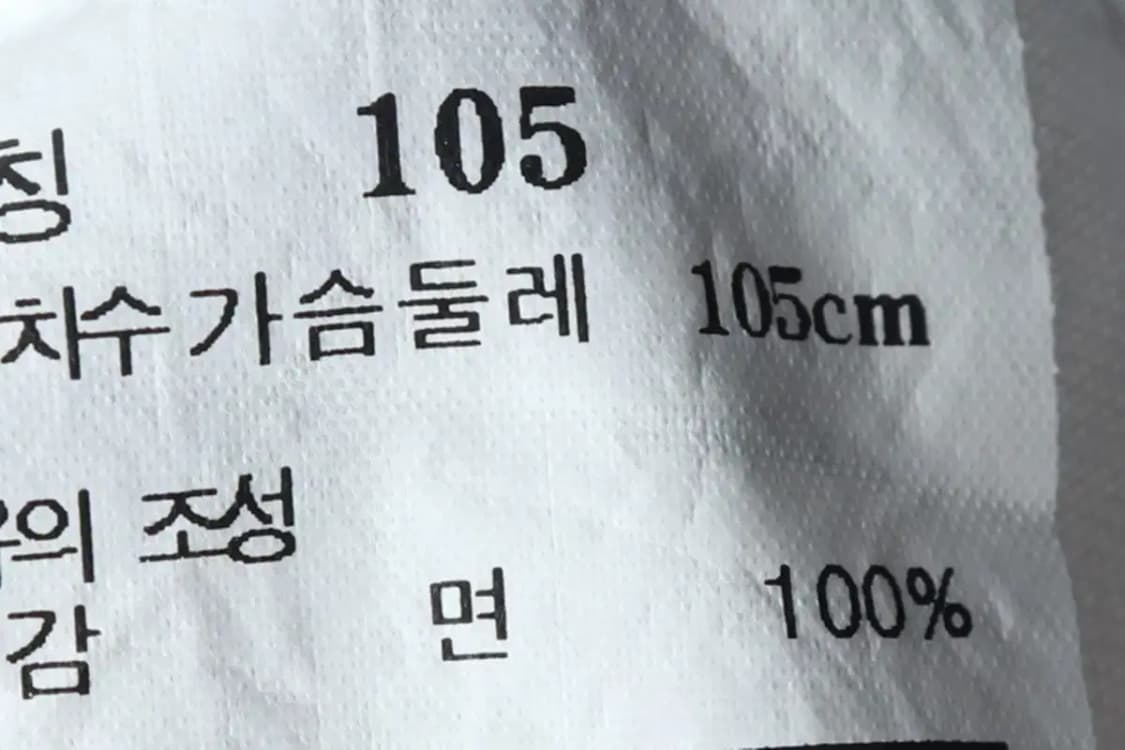 칭 105
치수 가슴둘레 105cm
의 조성
감 면 100%